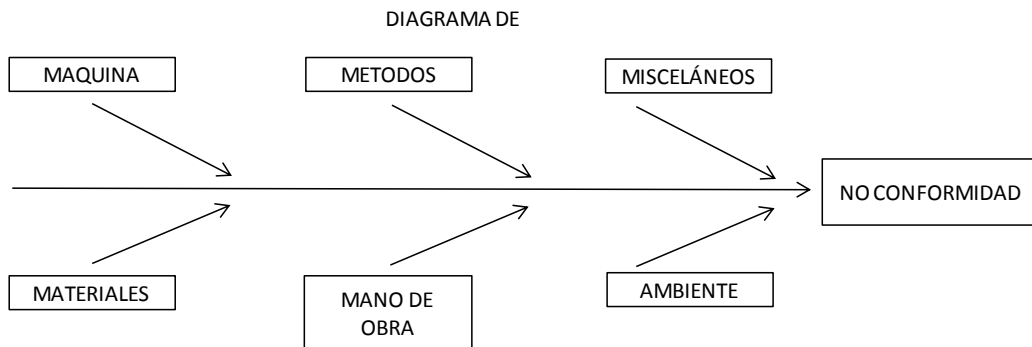 DIAGRAMA DE
MAQUINA
METODOS
MISCELÁNEOS
NO CONFORMIDAD
MATERIALES
MANO DE
OBRA
AMBIENTE